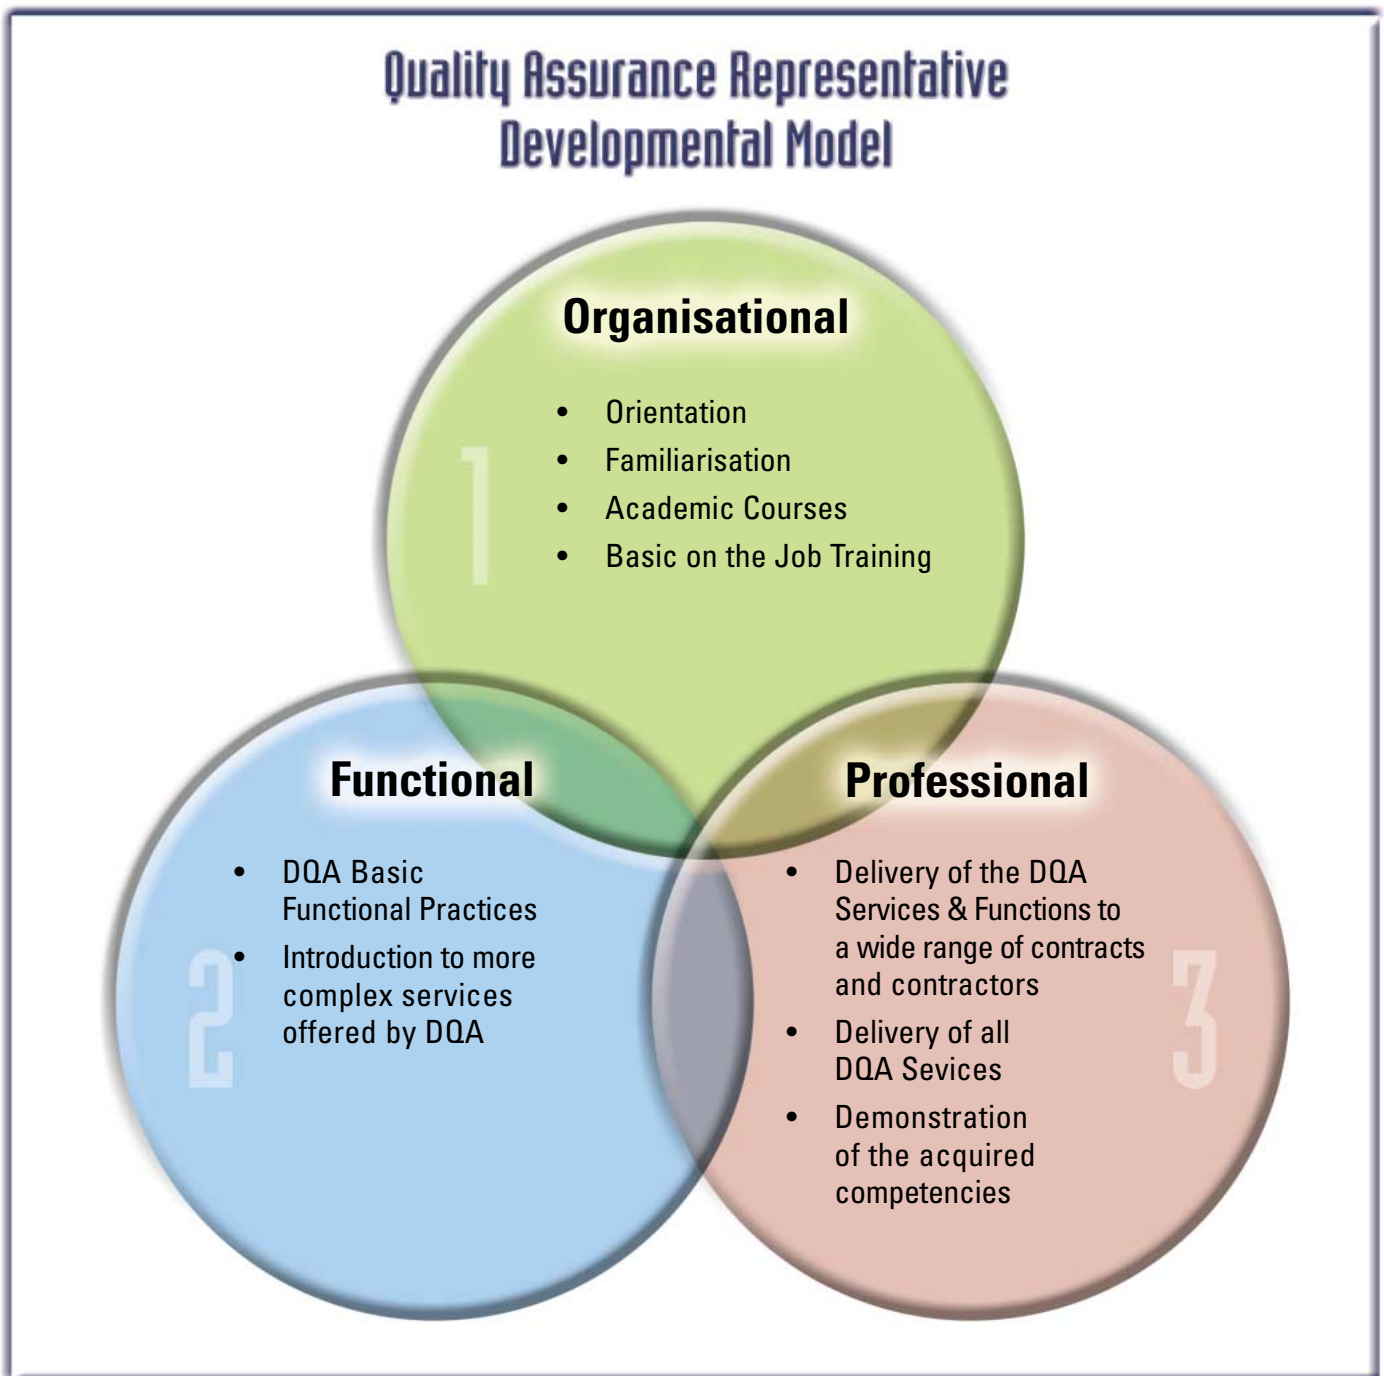 Quality Assurance Representative
Developmental Model
Organisational
• Orientation
• Familiarisation
• Academic Courses
• Basic on the Job Training
1
Functional
• DQA Basic
Functional Practices
• Introduction to more
complex services
offered by DQA
2
Professional
• Delivery of the DQA
Services & Functions to
a wide range of contracts
and contractors
• Delivery of all
DQA Sevices
• Demonstration
of the acquired
competencies
3